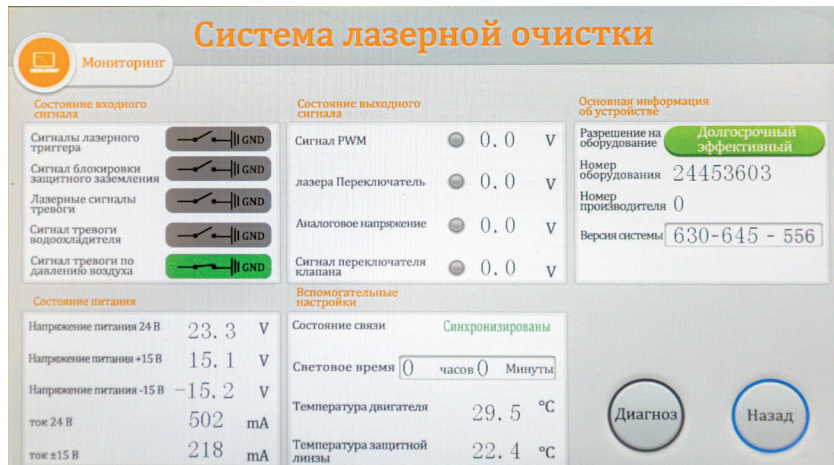 Система лазерной очистки
Мониторинг
Состояние входного
сигнала
Сигналы лазерного
триггера
GND
Сигнал блокировки
защитного заземления
GND
Лазерные сигналы
тревоги
GND
Сигнал тревоги
водоохладителя
GND
Сигнал тревоги по
давлению воздуха
GND
Состояние выходного
сигнала
Сигнал PWM 0.0 V
лазера Переключатель 0.0 V
Аналоговое напряжение 0.0 V
Сигнал переключателя
клапана 0.0 V
Основная информация
об устройстве
Разрешение на
оборудование
Долгосрочный
эффективный
Номер
оборудования 24453603
Номер
производителя 0
Версия системы 630-645 - 556
Состояние питания
Напряжение питания 24 В 23.3 V
Напряжение питания +15 В 15.1 V
Напряжение питания -15 В -15.2 V
ток 24 В 502 mA
ток ±15 В 218 mA
Вспомогательные
настройки
Состояние связи Синхронизированы
Световое время 0 часов 0 Минуты
Температура двигателя 29.5 °C
Температура защитной
линзы 22.4 °C
Диагноз
Назад